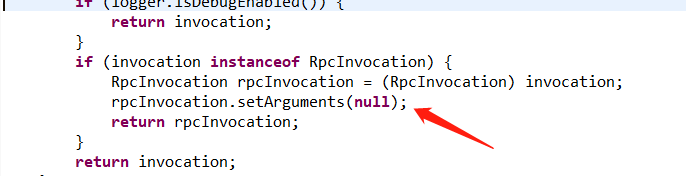 if (logger.isDebugEnabled()) {
return invocation;
}
if (invocation instanceof RpcInvocation) {
RpcInvocation rpcInvocation = (RpcInvocation) invocation;
rpcInvocation.setArguments(null);
return rpcInvocation;
}
return invocation;